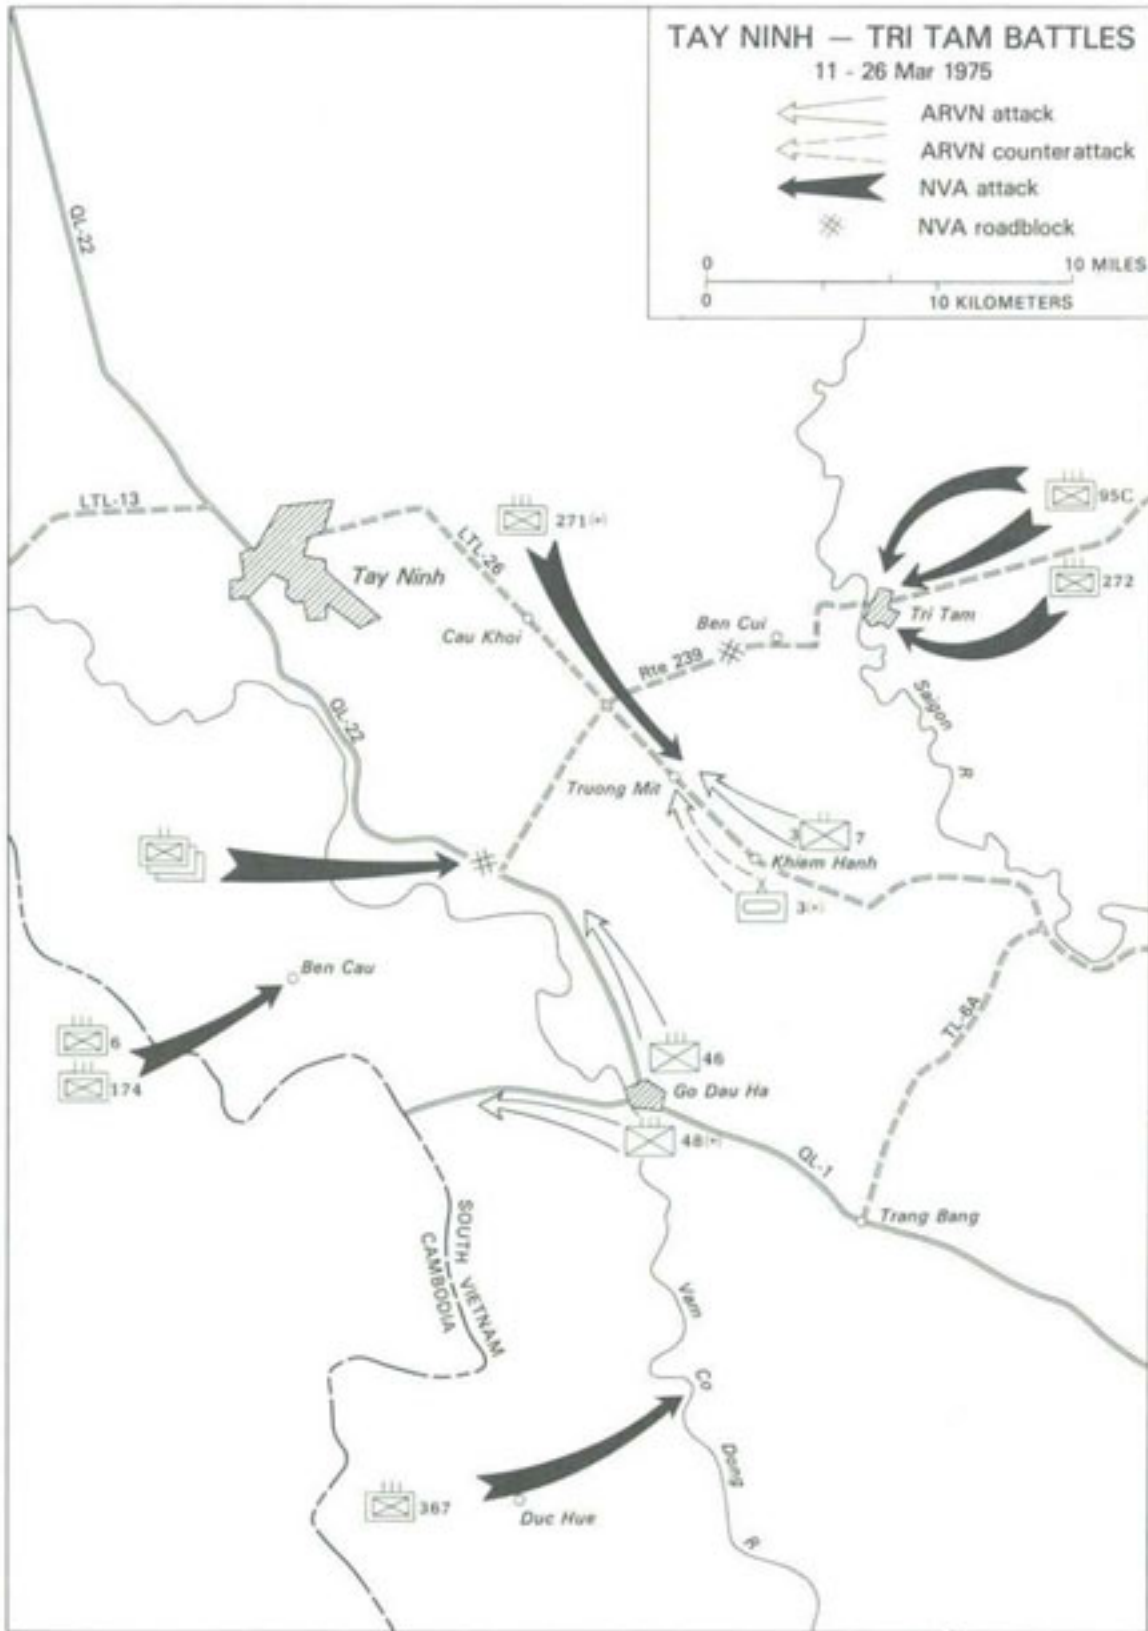 TAY NINH — TRI TAM BATTLES
11 - 26 Mar 1975
ARVN attack
ARVN counterattack
NVA attack
NVA roadblock
0 10 MILES
0 10 KILOMETERS
QL-22
LTL-13
Tay Ninh
LTL-26
271(+)
95C
272
Tri Tam
Ben Cui
Cau Khoi
Rte 239
QL-22
Saigon
R
Truong Mit
3 7
Khiem Hanh
3(+)
Ben Cau
6
174
46
Go Dau Ha
48(+)
TL-6A
QL-1
Trang Bang
SOUTH VIETNAM
CAMBODIA
Vam
Co
Dong
R
367
Duc Hue